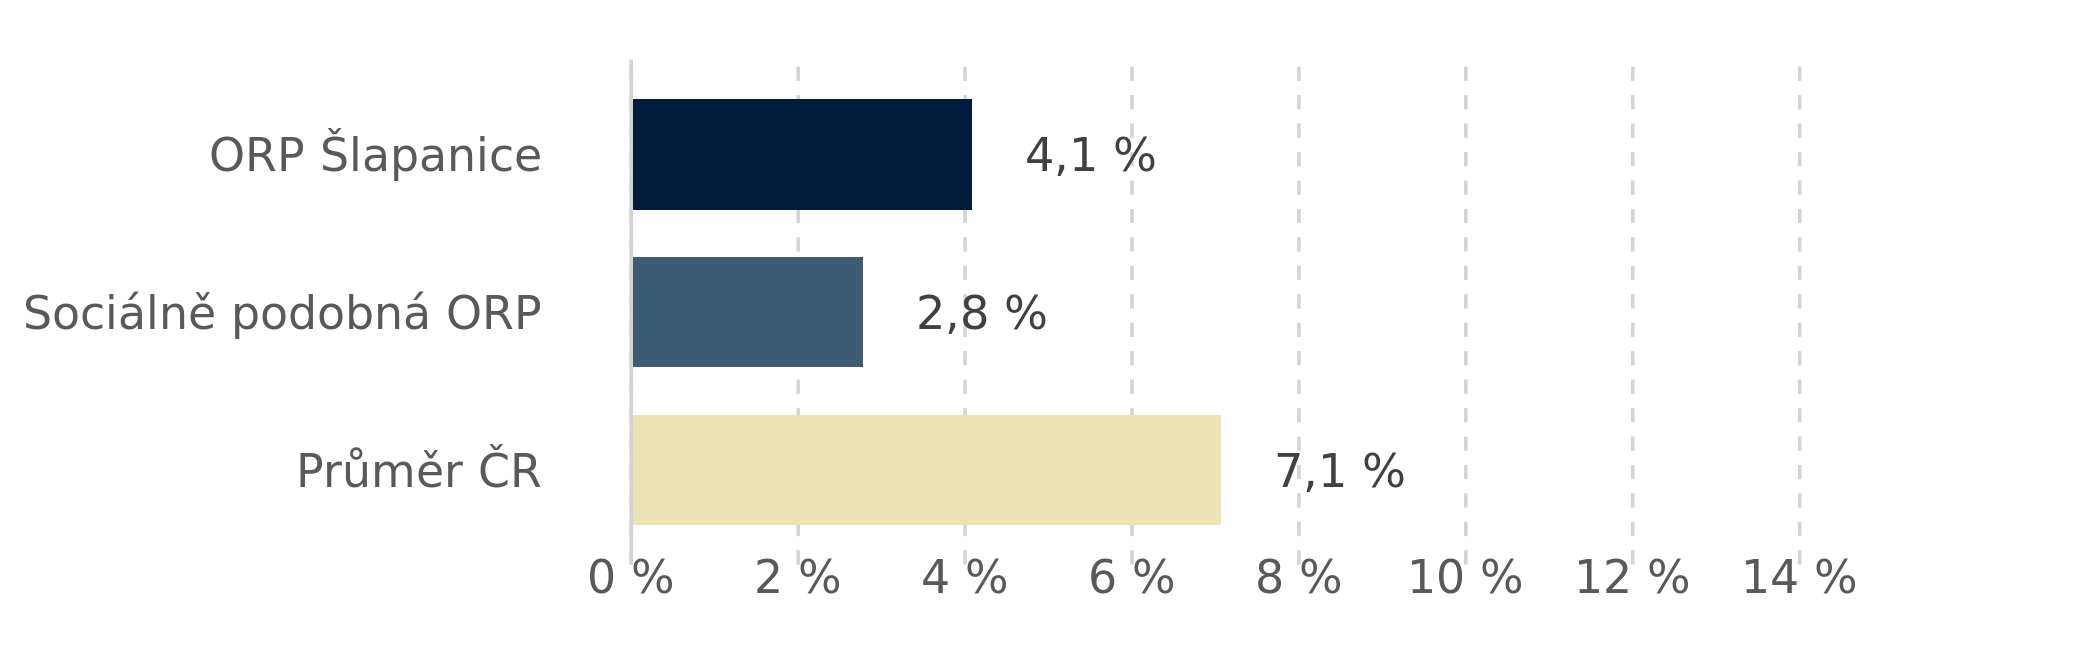 ORP Šlapanice
4,1 %
Sociálně podobná ORP
2,8 %
Průměr ČR
7,1 %
0 % 2 % 4 % 6 % 8 % 10 % 12 % 14 %